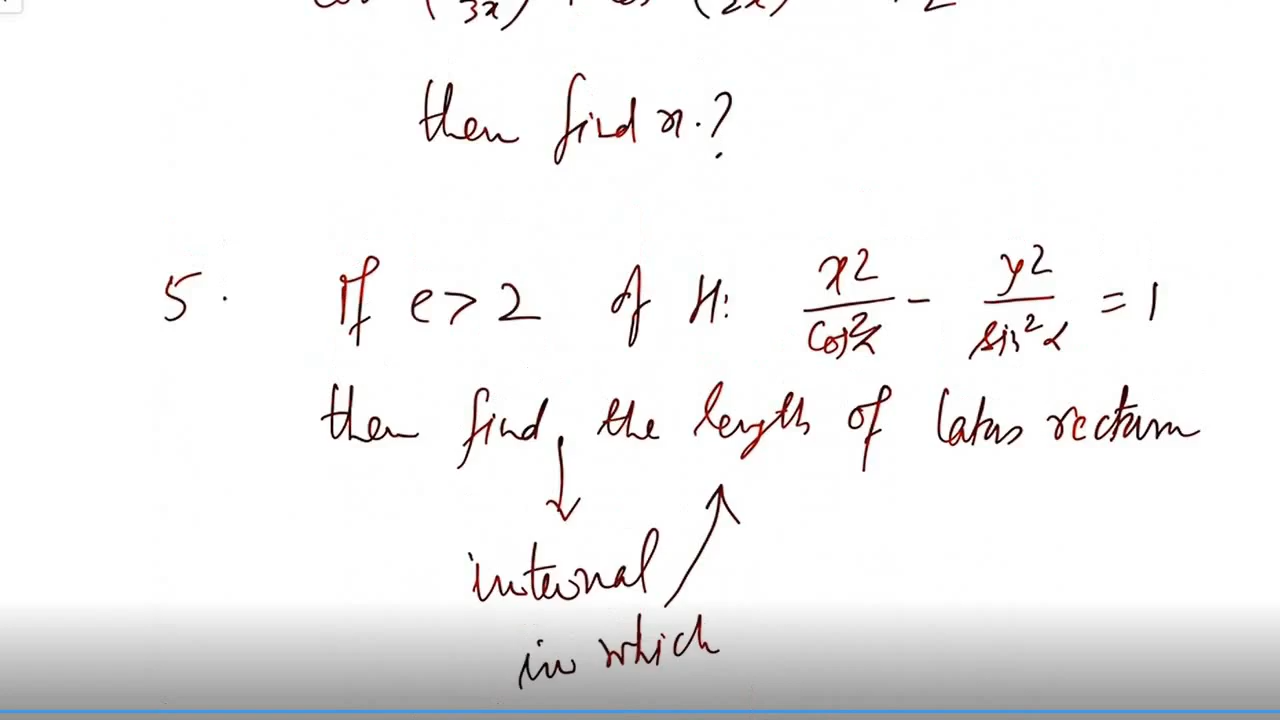 then find x.?
5. If e > 2 of H: x2/cos²α - y2/sin²α = 1
then find, the length of latus rectum
interval
in which